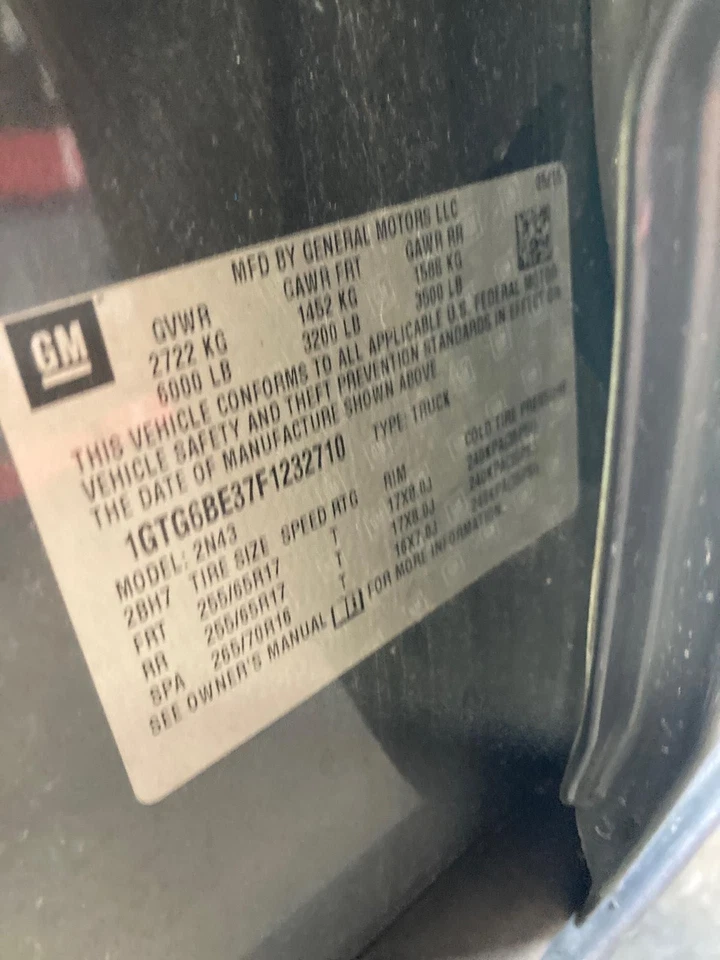 05/15
MFD BY GENERAL MOTORS LLC
GM
GVWR GAWR FRT GAWR RR
2722 KG 1452 KG 1588 KG
6000 LB 3200 LB 3500 LB
THIS VEHICLE CONFORMS TO ALL APPLICABLE U.S. FEDERAL MOTOR
VEHICLE SAFETY AND THEFT PREVENTION STANDARDS IN EFFECT ON
THE DATE OF MANUFACTURE SHOWN ABOVE
1GTG6BE37F1232710 TYPE: TRUCK
MODEL: 2N43
2BH7 TIRE SIZE SPEED RTG RIM COLD TIRE PRESSURE
FRT 255/65R17 T 17X8.0J
RR 255/65R17 T 17X8.0J
SPA 265/70R16 T 16X7.0J
SEE OWNER'S MANUAL FOR MORE INFORMATION.